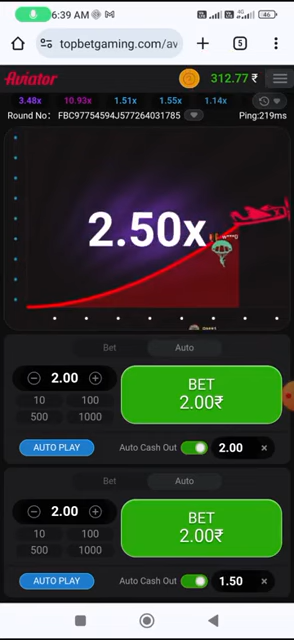 6:39 AM
4G
46
topbetgaming.com/av
5
Aviator
312.77 ₹
3.48x 10.93x 1.51x 1.55x 1.14x
Round No: FBC97754594J577264031785 Ping:219ms
2.50x
Bet Auto
2.00
10 100
500 1000
BET
2.00₹
AUTO PLAY Auto Cash Out 2.00 ×
Bet Auto
2.00
10 100
500 1000
BET
2.00₹
AUTO PLAY Auto Cash Out 1.50 ×